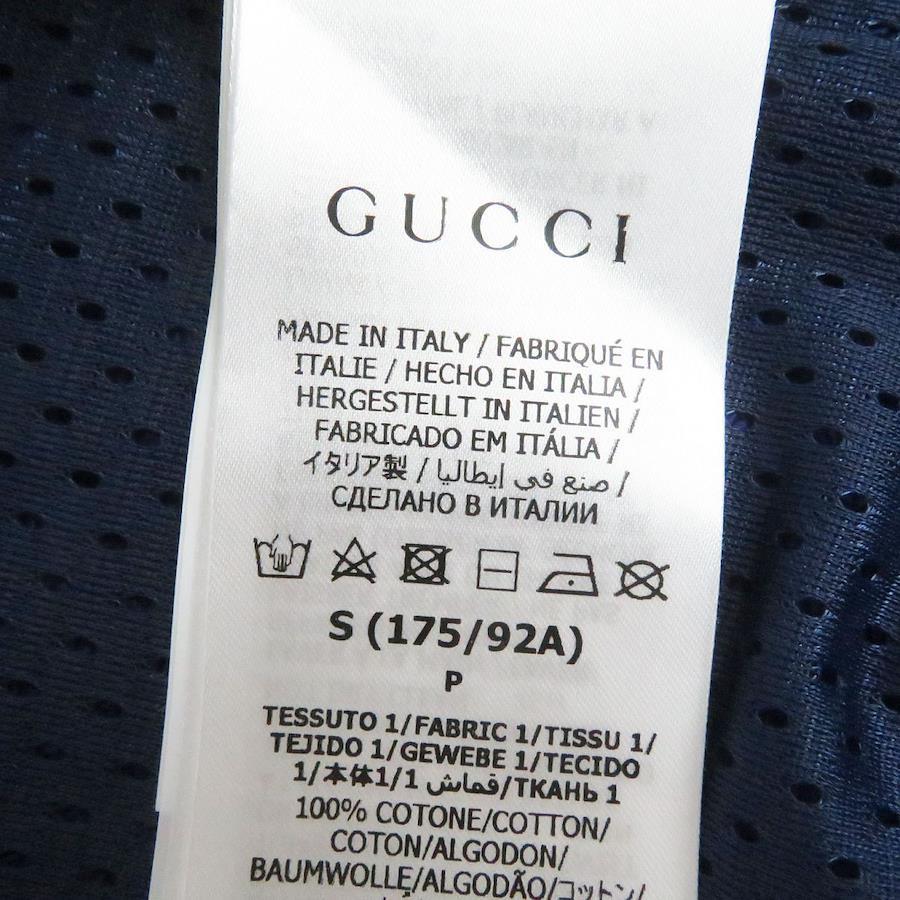 GUCCI
MADE IN ITALY / FABRIQUÉ EN
ITALIE / HECHO EN ITALIA /
HERGESTELLT IN ITALIEN /
FABRICADO EM ITÁLIA /
イタリア製 / صنع في إيطاليا /
СДЕЛАНО В ИТАЛИИ
S (175/92A)
P
TESSUTO 1/FABRIC 1/TISSU 1/
TEJIDO 1/GEWEBE 1/TECIDO
1/本体1/1 قماش/ТКАНЬ 1
100% COTONE/COTTON/
COTON/ALGODON/
BAUMWOLLE/ALGODÃO/コットン/